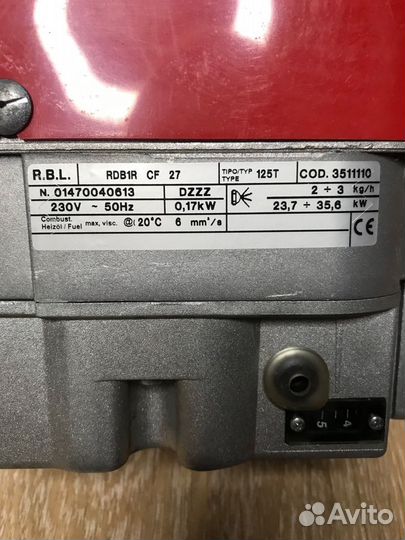 R.B.L. RDB1R CF 27 TIPO/TYP TYPE 125T COD. 3511110
N. 01470040613 DZZZ 2 ÷ 3 kg/h
230V ~ 50Hz 0,17kW 23,7 ÷ 35,6 kW
Combust. Heizöl / Fuel max, visc. @ 20°C 6 mm²/s
CE
5 4
Avito